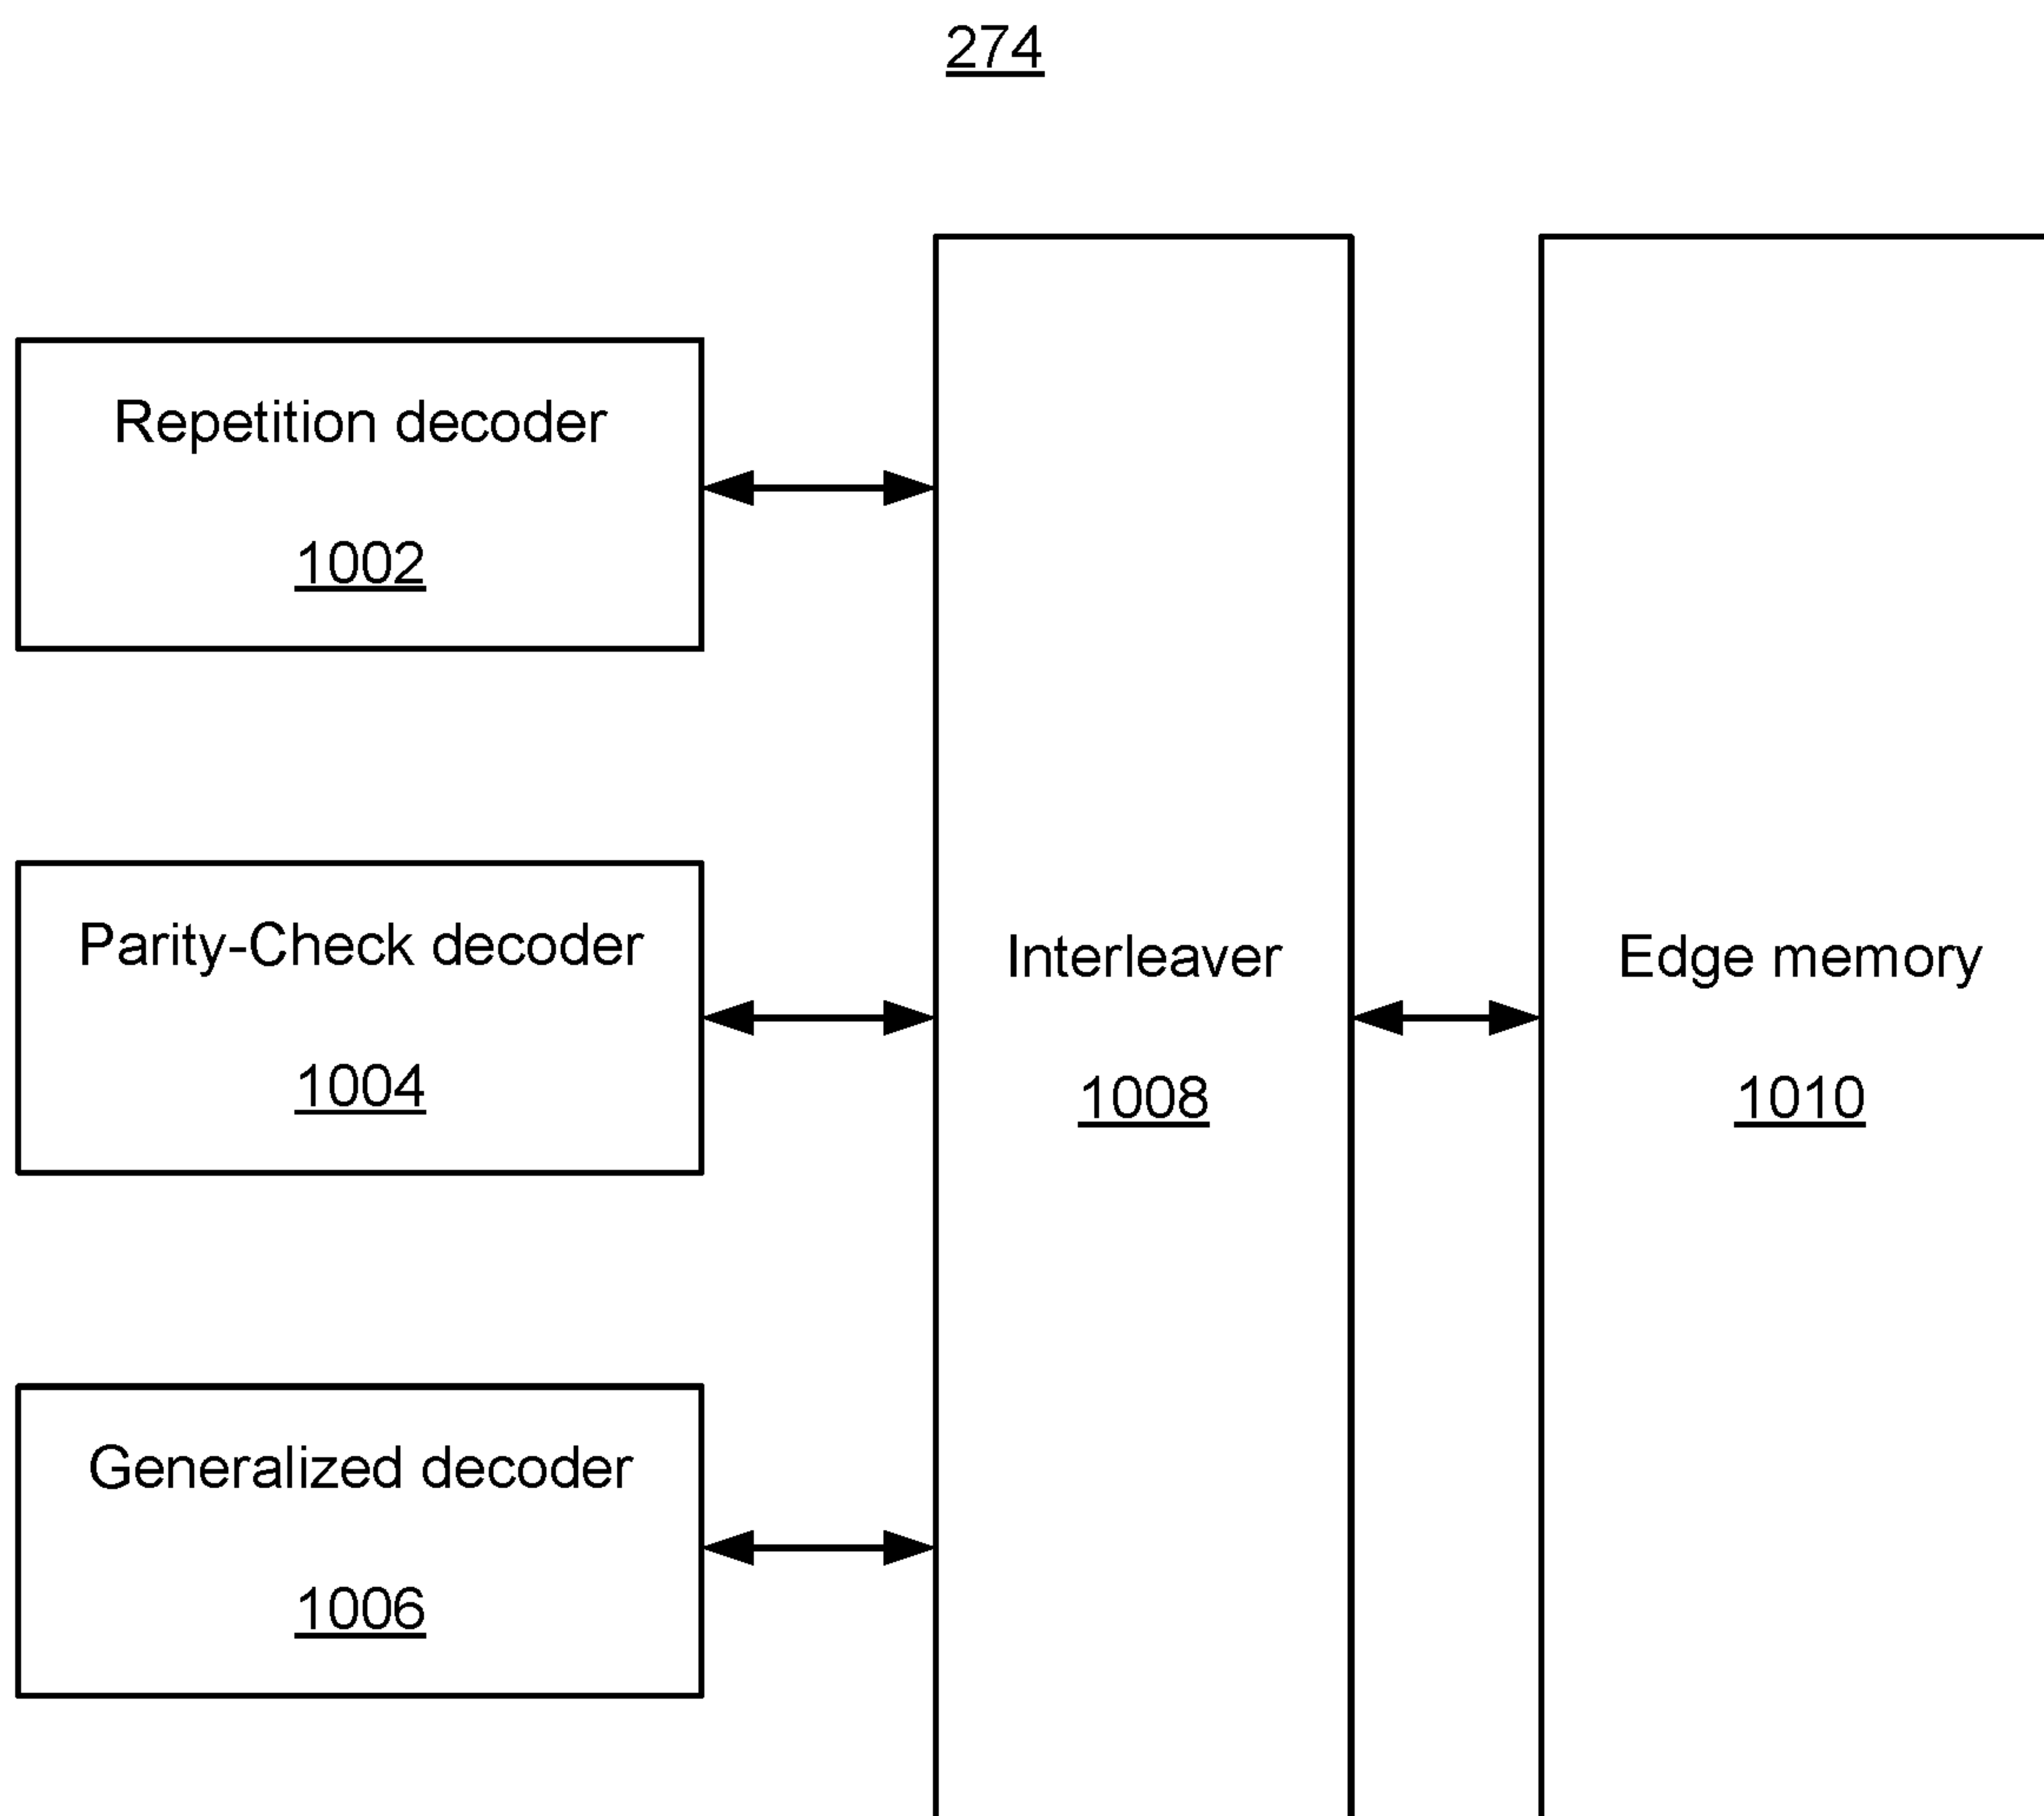 274
Repetition decoder
1002
Parity-Check decoder
1004
Generalized decoder
1006
Interleaver
1008
Edge memory
1010